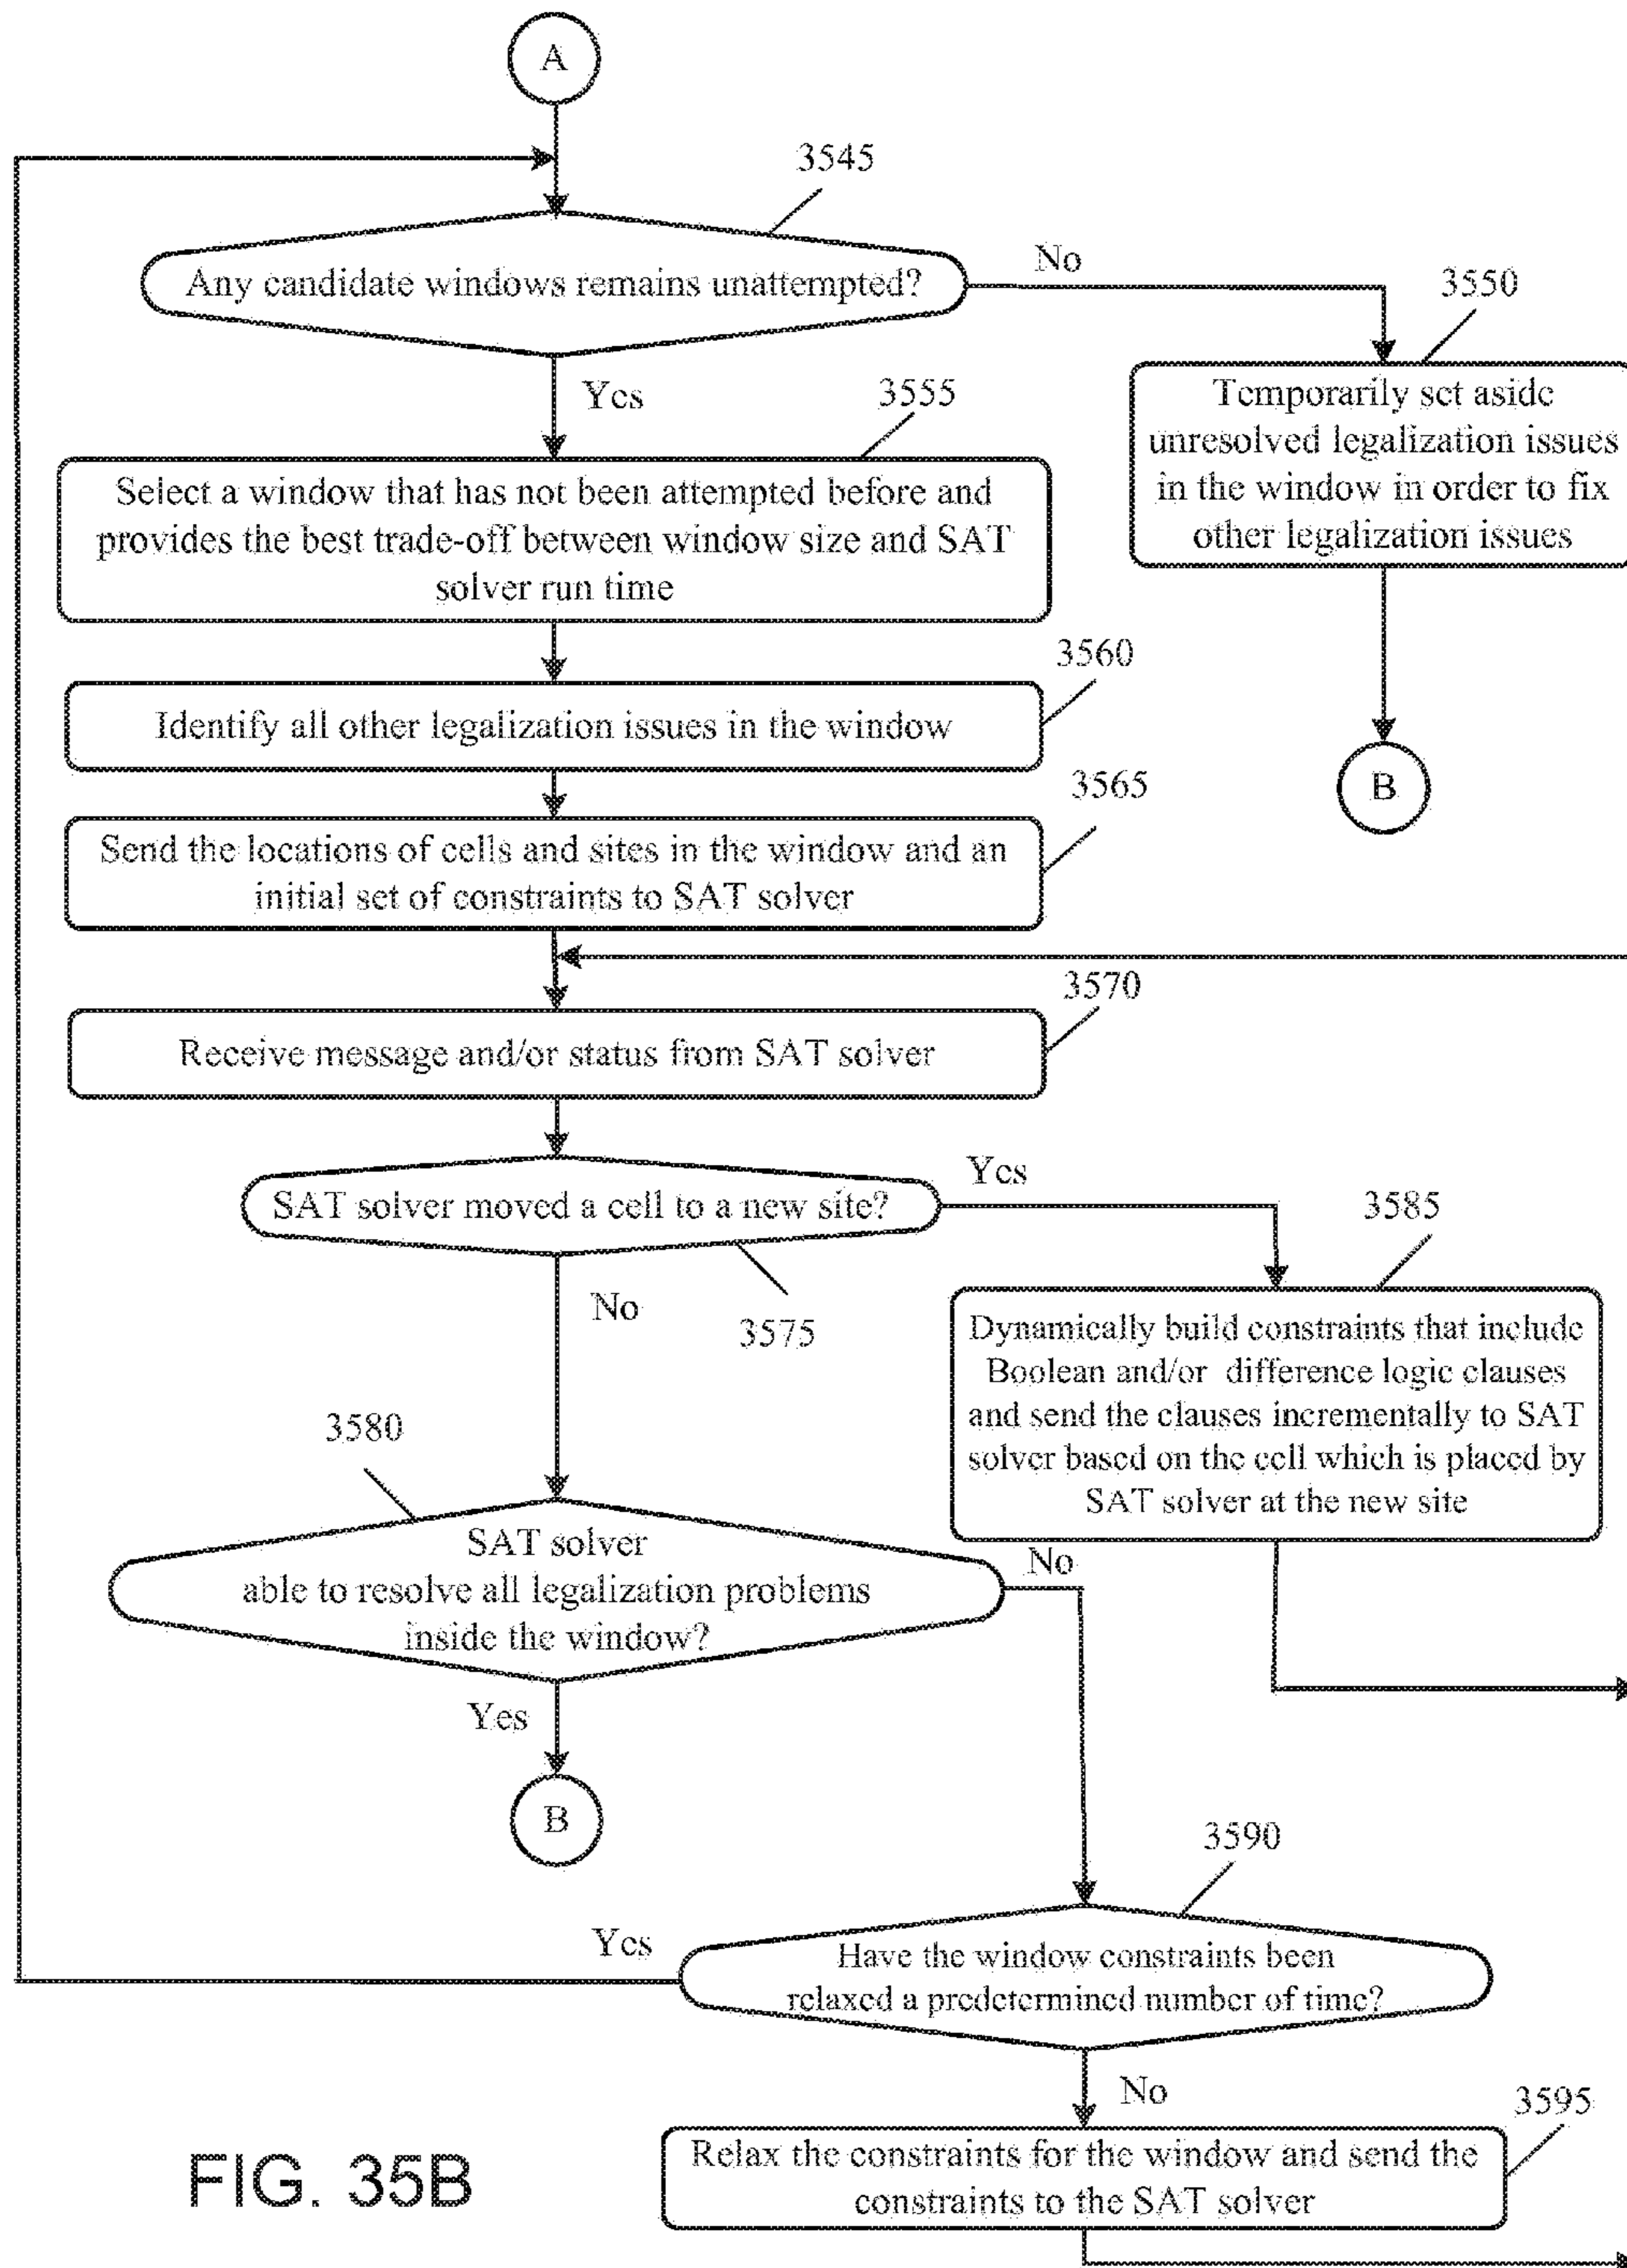 A
3545
Any candidate windows remains unattempted?
No
3550
Yes
3555
Temporarily set aside
unresolved legalization issues
in the window in order to fix
other legalization issues
Select a window that has not been attempted before and
provides the best trade-off between window size and SAT
solver run time
3560
Identify all other legalization issues in the window
B
3565
Send the locations of cells and sites in the window and an
initial set of constraints to SAT solver
3570
Receive message and/or status from SAT solver
SAT solver moved a cell to a new site?
Yes
3585
No
3575
Dynamically build constraints that include
Boolean and/or difference logic clauses
and send the clauses incrementally to SAT
solver based on the cell which is placed by
SAT solver at the new site
3580
SAT solver
able to resolve all legalization problems
inside the window?
No
Yes
B
3590
Yes
Have the window constraints been
relaxed a predetermined number of time?
No
3595
Relax the constraints for the window and send the
constraints to the SAT solver
FIG. 35B